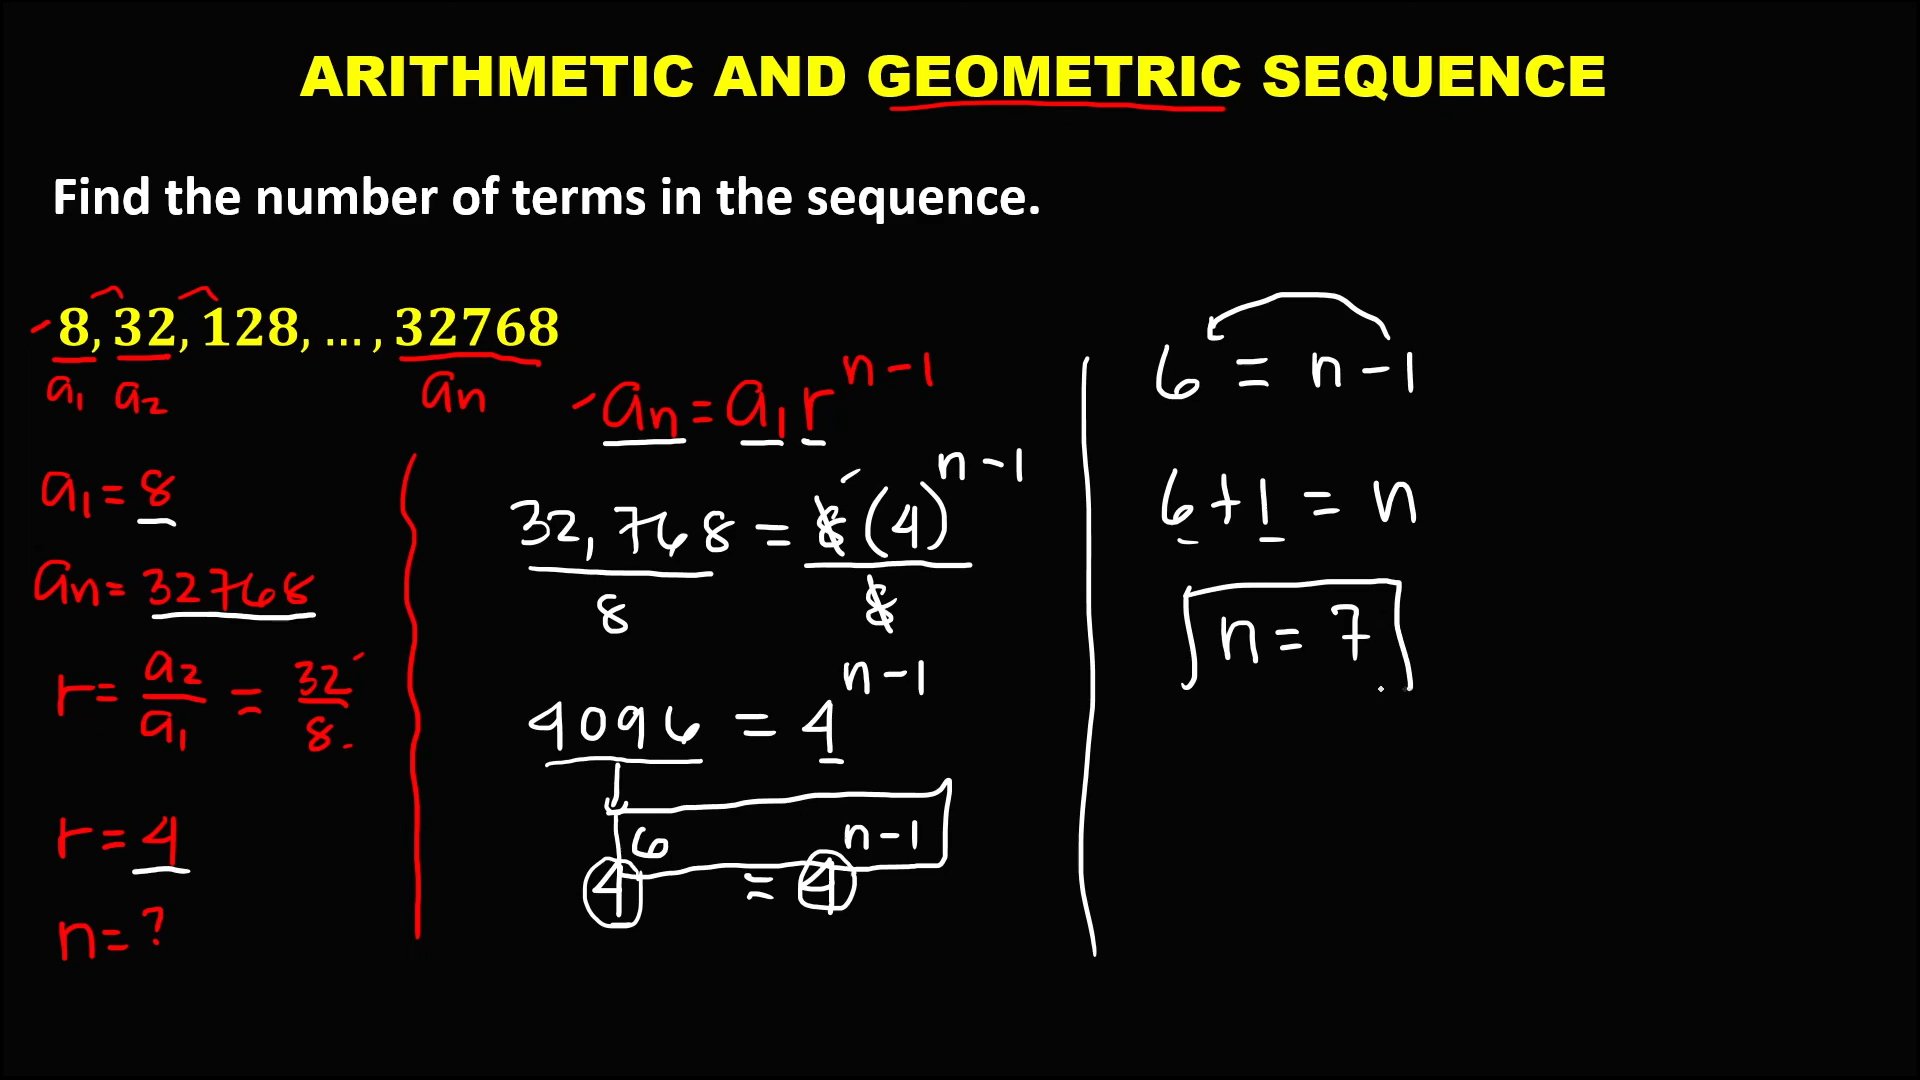 ARITHMETIC AND GEOMETRIC SEQUENCE
Find the number of terms in the sequence.
8, 32, 128, ..., 32768
a₁ a₂ aₙ
a₁ = 8
aₙ = 32768
r = a₂/a₁ = 32/8
r = 4
n = ?
aₙ = a₁ r^(n-1)
32,768 = 8 (4)^(n-1)
8 8
4096 = 4^(n-1)
4^6 = 4^(n-1)
6 = n - 1
6 + 1 = n
n = 7